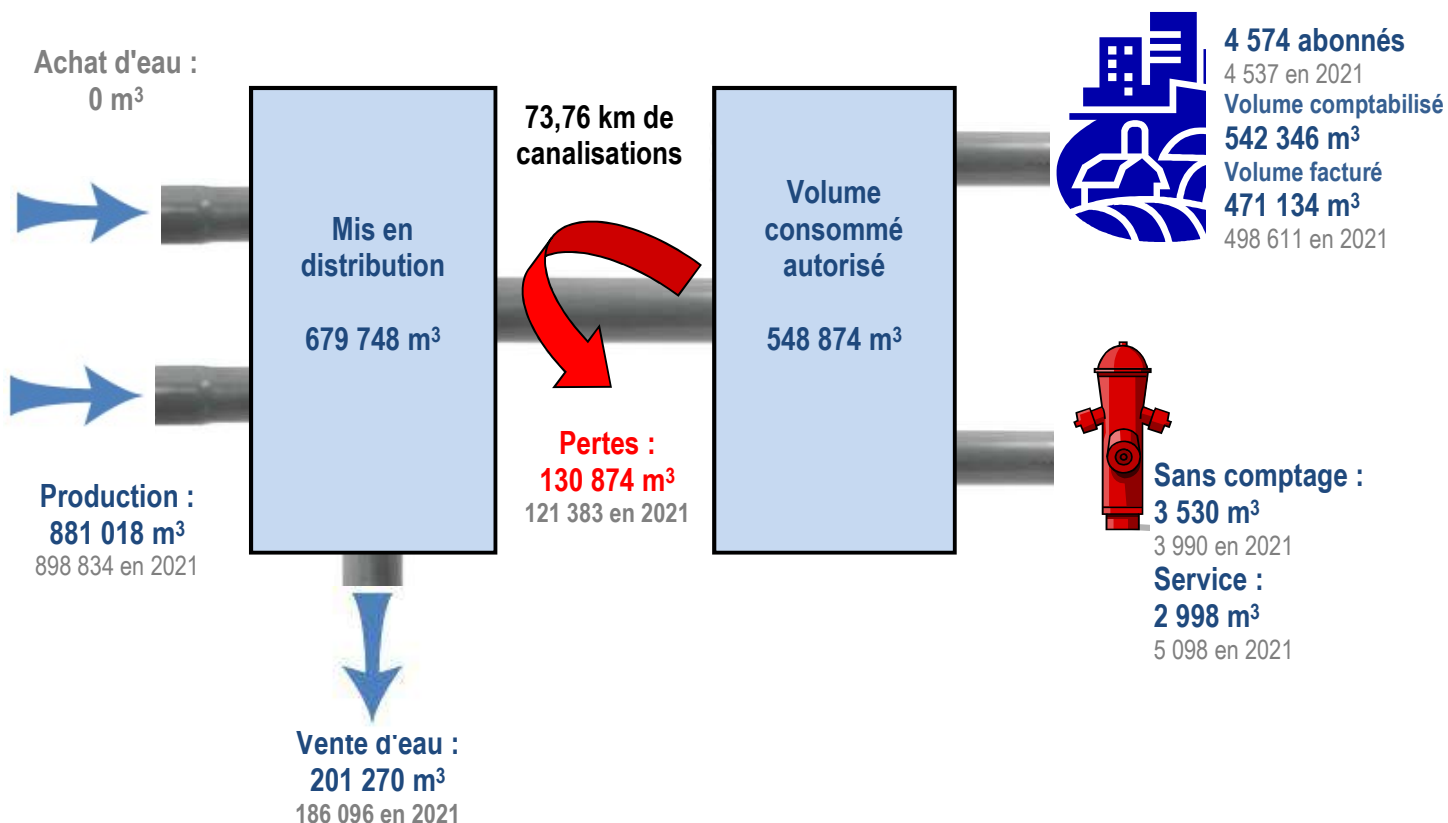 Achat d'eau :
0 m³
Production :
881 018 m³
898 834 en 2021
Mis en
distribution
679 748 m³
Vente d'eau :
201 270 m³
186 096 en 2021
73,76 km de
canalisations
Pertes :
130 874 m³
121 383 en 2021
Volume
consommé
autorisé
548 874 m³
4 574 abonnés
4 537 en 2021
Volume comptabilisé
542 346 m³
Volume facturé
471 134 m³
498 611 en 2021
Sans comptage :
3 530 m³
3 990 en 2021
Service :
2 998 m³
5 098 en 2021